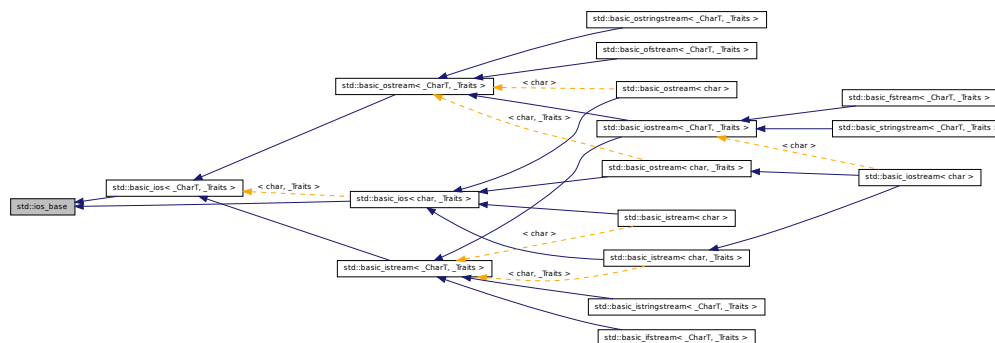 std::basic_ostringstream< _CharT, _Traits >
std::basic_ofstream< _CharT, _Traits >
std::basic_ostream< _CharT, _Traits >
< char >
std::basic_ostream< char >
std::basic_fstream< _CharT, _Traits >
< char, _Traits >
std::basic_iostream< _CharT, _Traits >
std::basic_stringstream< _CharT, _Traits >
< char >
std::basic_ostream< char, _Traits >
std::basic_iostream< char >
std::basic_ios< _CharT, _Traits >
< char, _Traits >
std::basic_ios< char, _Traits >
std::ios_base
std::basic_istream< char >
< char >
std::basic_istream< char, _Traits >
std::basic_istream< _CharT, _Traits >
< char, _Traits >
std::basic_istringstream< _CharT, _Traits >
std::basic_ifstream< _CharT, _Traits >